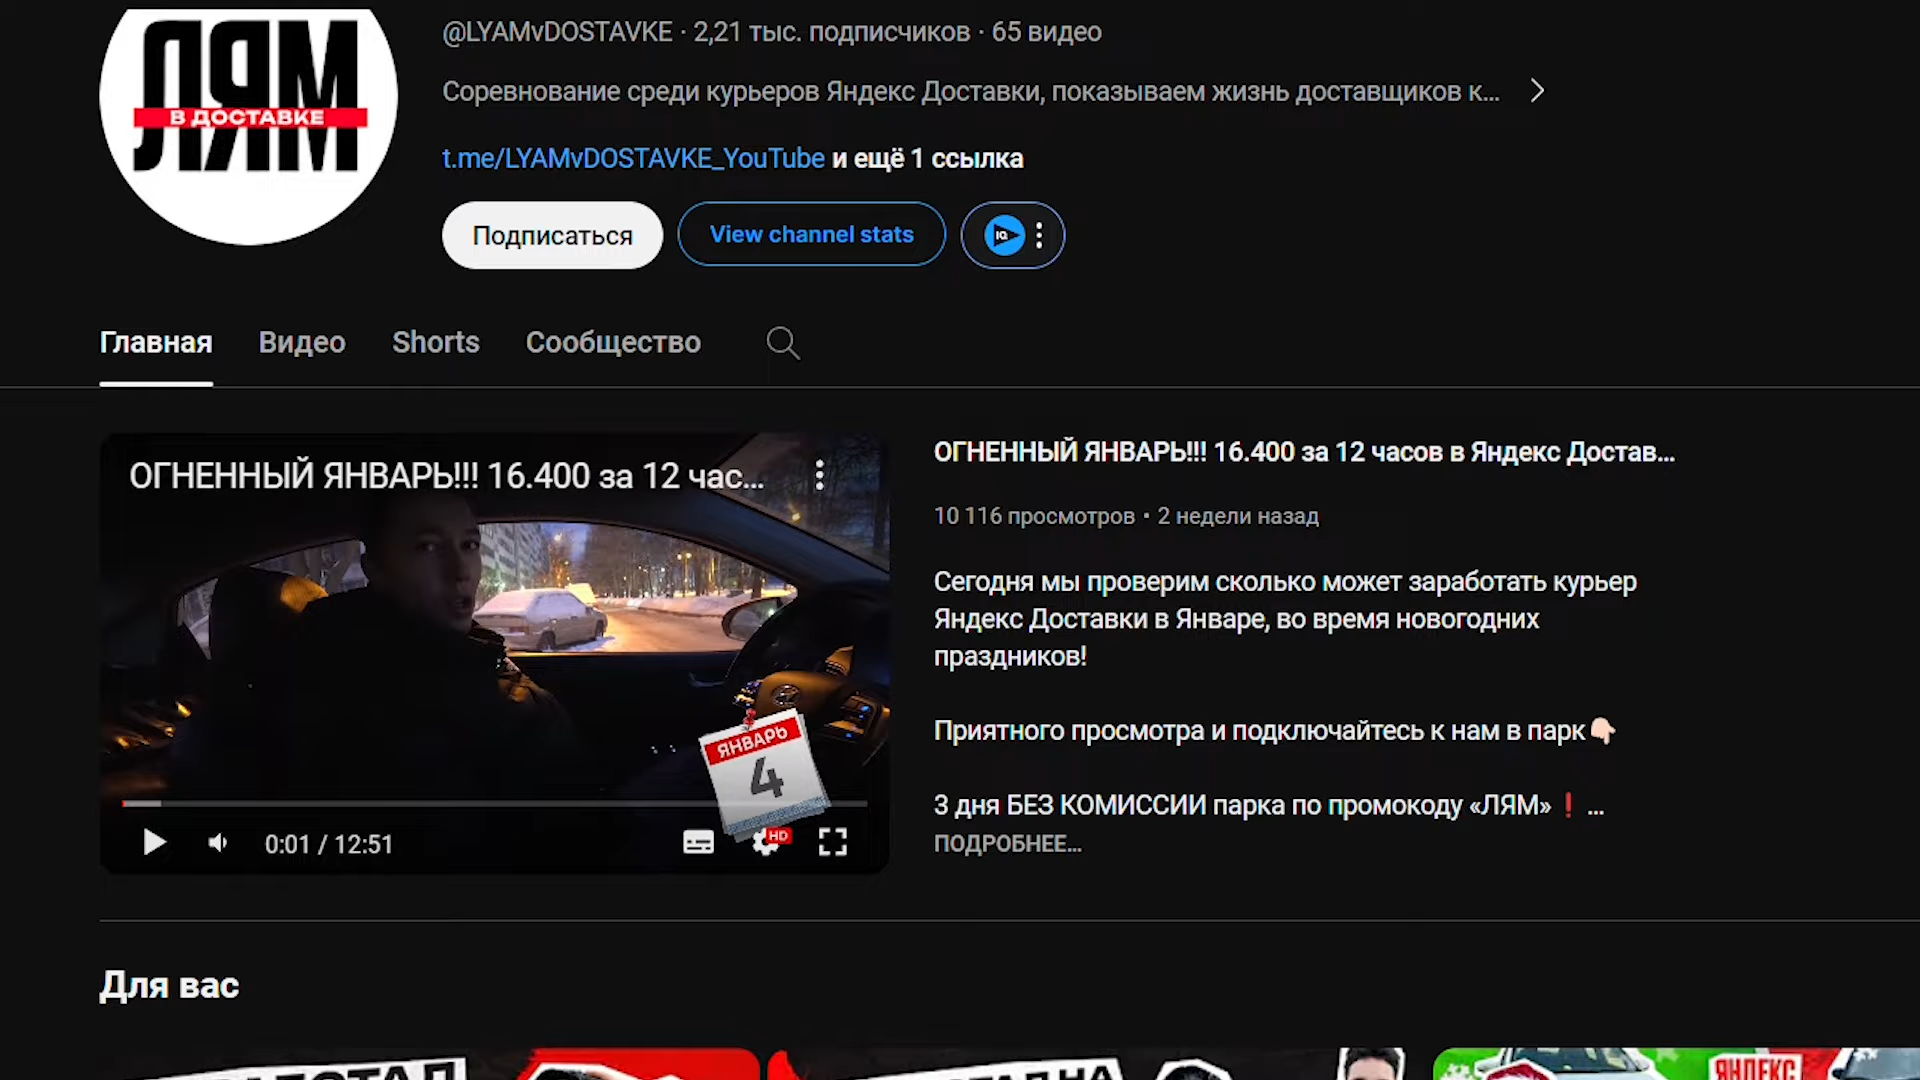 ЛЯМ
В ДОСТАВКЕ
@LYAMvDOSTAVKE · 2,21 тыс. подписчиков · 65 видео
Соревнование среди курьеров Яндекс Доставки, показываем жизнь доставщиков к...
t.me/LYAMvDOSTAVKE_YouTube и ещё 1 ссылка
Подписаться
View channel stats
IQ
Главная
Видео
Shorts
Сообщество
ОГНЕННЫЙ ЯНВАРЬ!!! 16.400 за 12 час...
ЯНВАРЬ
4
0:01 / 12:51
HD
ОГНЕННЫЙ ЯНВАРЬ!!! 16.400 за 12 часов в Яндекс Достав...
10 116 просмотров • 2 недели назад
Сегодня мы проверим сколько может заработать курьер
Яндекс Доставки в Январе, во время новогодних
праздников!
Приятного просмотра и подключайтесь к нам в парк👇🏻
3 дня БЕЗ КОМИССИИ парка по промокоду «ЛЯМ»❗ ...
ПОДРОБНЕЕ...
Для вас
ЯНДЕКС